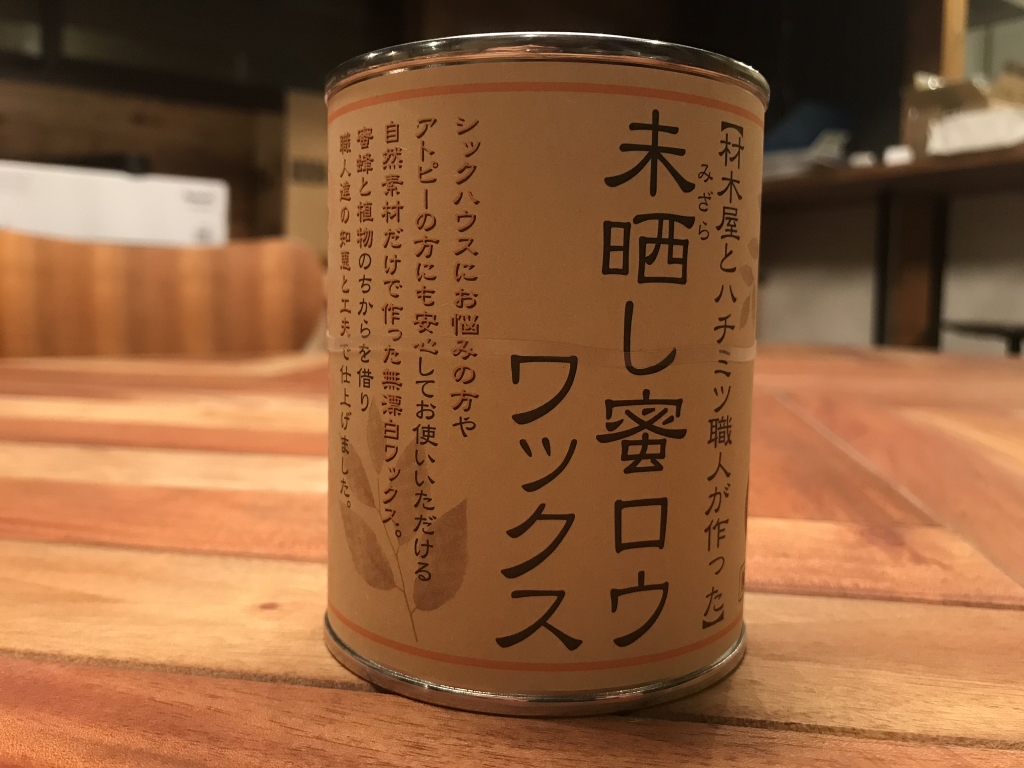 【材木屋とハチミツ職人が作った】
みざら
未晒し蜜ロウ
ワックス
シックハウスにお悩みの方や
アトピーの方にも安心してお使いいただける
自然素材だけで作った無漂白ワックス。
蜜蜂と植物のちからを借り
職人達の知恵と工夫で仕上げました。